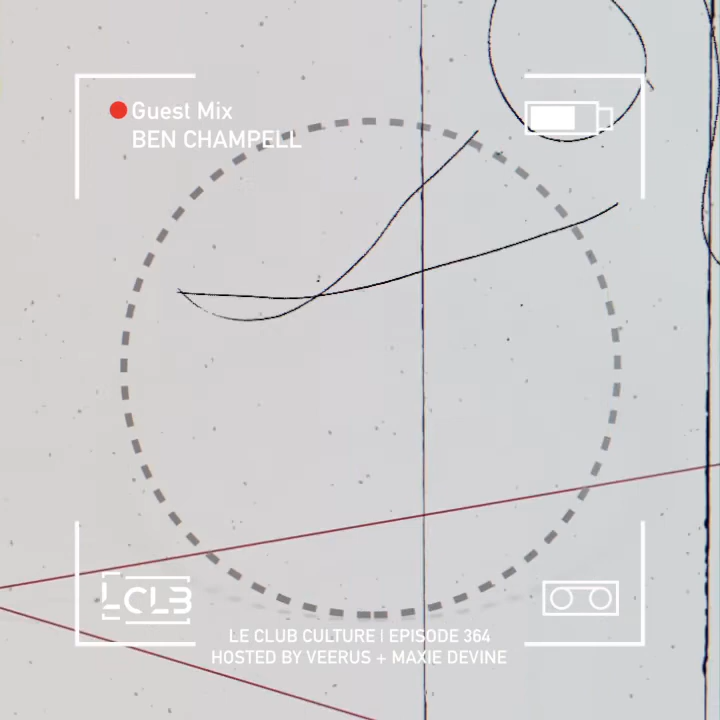 Guest Mix
BEN CHAMPELL
LCLB
LE CLUB CULTURE | EPISODE 364
HOSTED BY VEERUS + MAXIE DEVINE